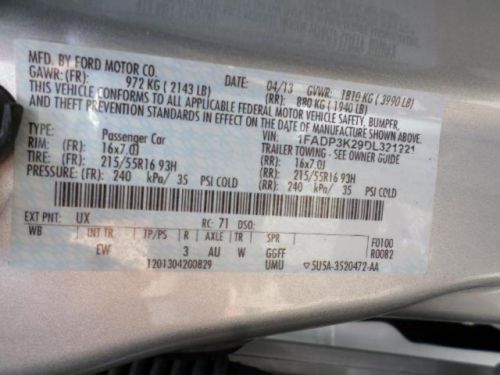 MFD. BY FORD MOTOR CO.
DATE: 04/13 GVWR: 1810 KG (3990 LB)
GAWR: (FR): 972 KG (2143 LB) (RR): 880 KG (1940 LB)
THIS VEHICLE CONFORMS TO ALL APPLICABLE FEDERAL MOTOR VEHICLE SAFETY, BUMPER,
AND THEFT PREVENTION STANDARDS IN EFFECT ON THE DATE OF MANUFACTURE SHOWN ABOVE.
VIN: 1FADP3K29DL321221
TYPE: Passenger Car TRAILER TOWING - SEE OWNER GUIDE
RIM: (FR): 16x7.0J (RR): 16x7.0J
TIRE: (FR): 215/55R16 93H (RR): 215/55R16 93H
PRESSURE: (FR): 240 kPa/ 35 PSI COLD (RR): 240 kPa/ 35 PSI COLD
EXT PNT: UX RC: 71 DSO:
WB INT TR TP/PS R AXLE TR SPR F0100
EW 3 AU W GGFF R0082
1201304200829 UMU 5U5A-3520472-AA